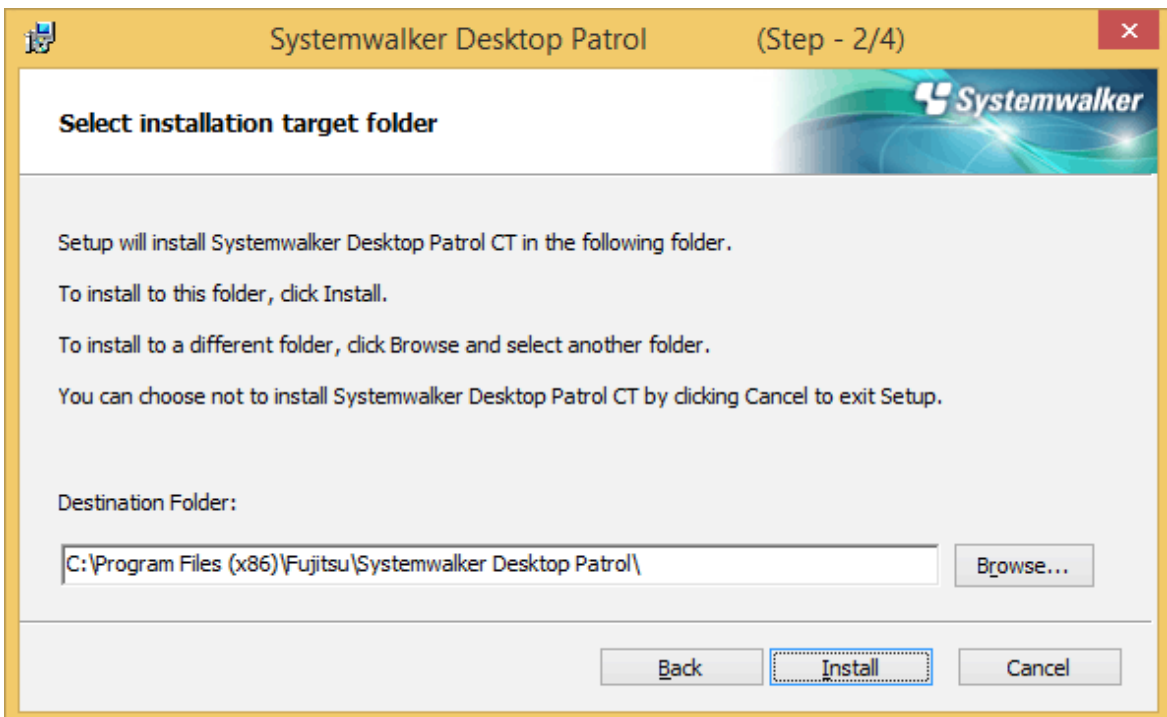 Systemwalker Desktop Patrol (Step - 2/4)
Systemwalker
Select installation target folder
Setup will install Systemwalker Desktop Patrol CT in the following folder.
To install to this folder, click Install.
To install to a different folder, click Browse and select another folder.
You can choose not to install Systemwalker Desktop Patrol CT by clicking Cancel to exit Setup.
Destination Folder:
C:\Program Files (x86)\Fujitsu\Systemwalker Desktop Patrol\
Browse...
Back Install Cancel